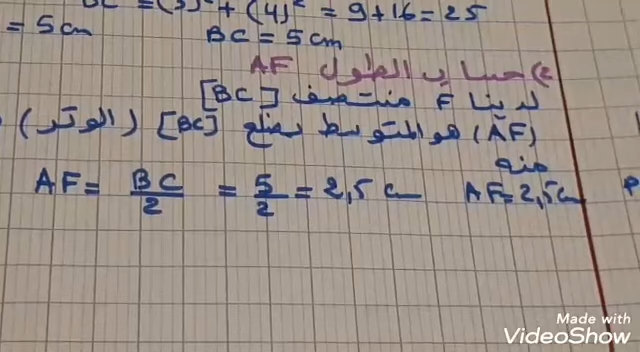 BC = (3)² + (4)² = 9+16 = 25
= 5 cm BC = 5 cm
2) حساب الطول AF
لدينا F منتصف [BC]
(AF) هو المتوسط لضلع [BC] (الوتر)
منه
AF = BC/2 = 5/2 = 2,5 cm AF = 2,5 cm
Made with
VideoShow